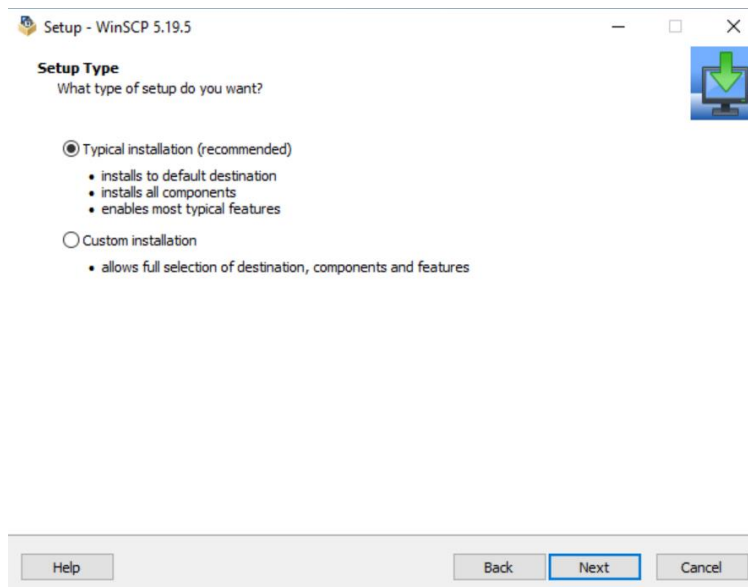 Setup - WinSCP 5.19.5
Setup Type
What type of setup do you want?
Typical installation (recommended)
• installs to default destination
• installs all components
• enables most typical features
Custom installation
• allows full selection of destination, components and features
Help
Back
Next
Cancel